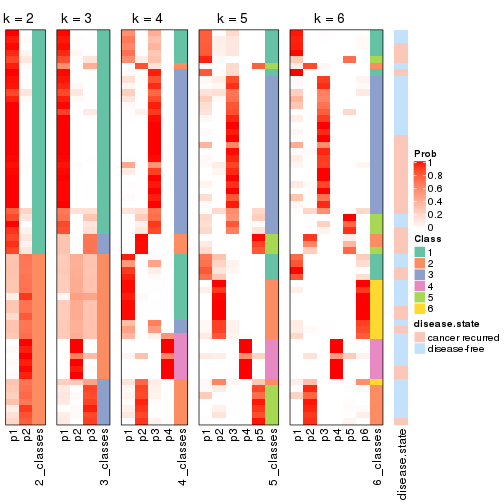 k = 2
k = 3
k = 4
k = 5
k = 6
Prob
1
0.8
0.6
0.4
0.2
0
Class
1
2
3
4
5
6
disease.state
cancer recurred
disease-free
p1
p2
2_classes
p1
p2
p3
3_classes
p1
p2
p3
p4
4_classes
p1
p2
p3
p4
p5
5_classes
p1
p2
p3
p4
p5
p6
6_classes
disease.state